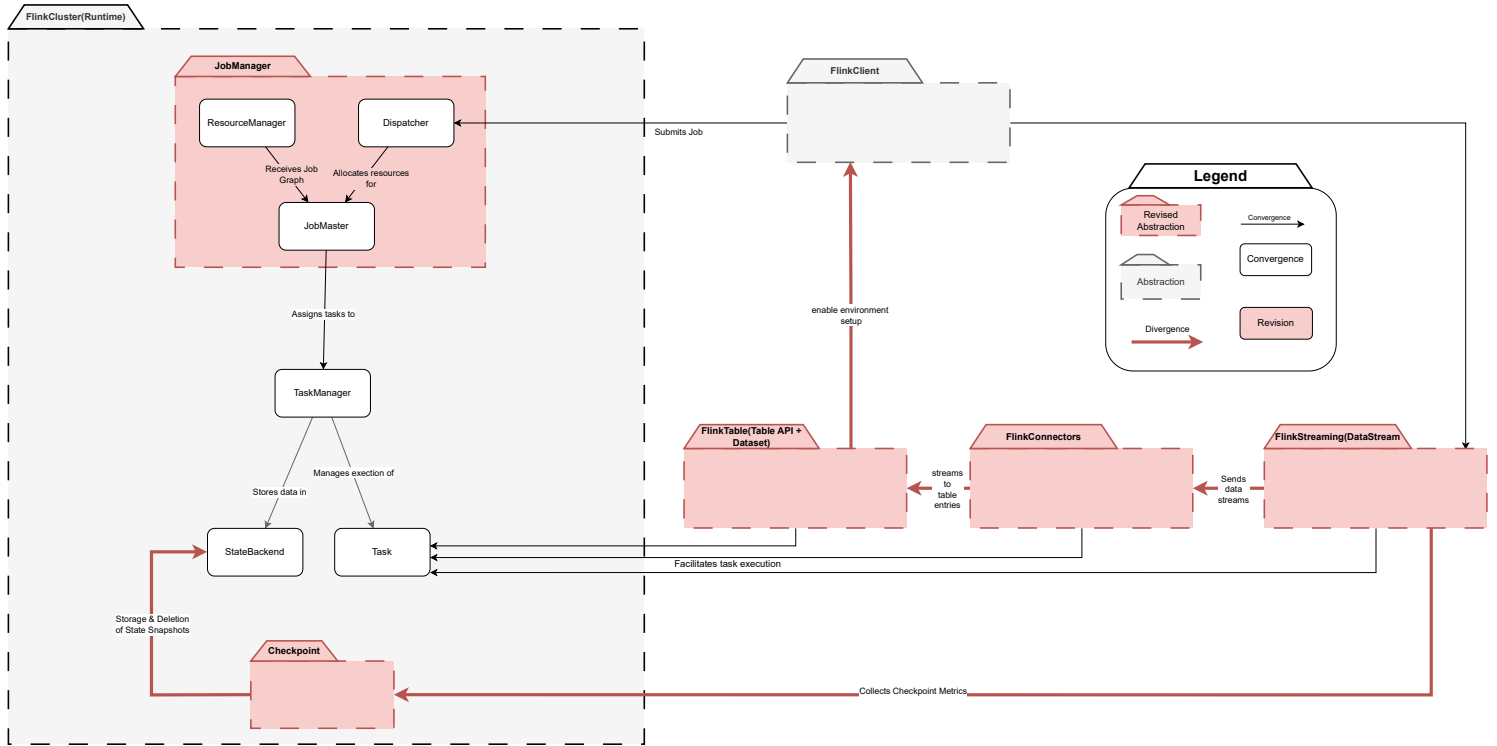 FlinkCluster(Runtime)
JobManager
ResourceManager
Dispatcher
Receives Job
Graph
Allocates resources
for
JobMaster
Assigns tasks to
TaskManager
Manages exection of
Stores data in
StateBackend
Task
Storage & Deletion
of State Snapshots
Checkpoint
FlinkClient
Submits Job
Legend
Revised
Abstraction
Convergence
Convergence
Abstraction
Divergence
Revision
enable environment
setup
FlinkTable(Table API +
Dataset)
FlinkConnectors
FlinkStreaming(DataStream
streams
to
table
entries
Sends
data
streams
Facilitates task execution
Collects Checkpoint Metrics